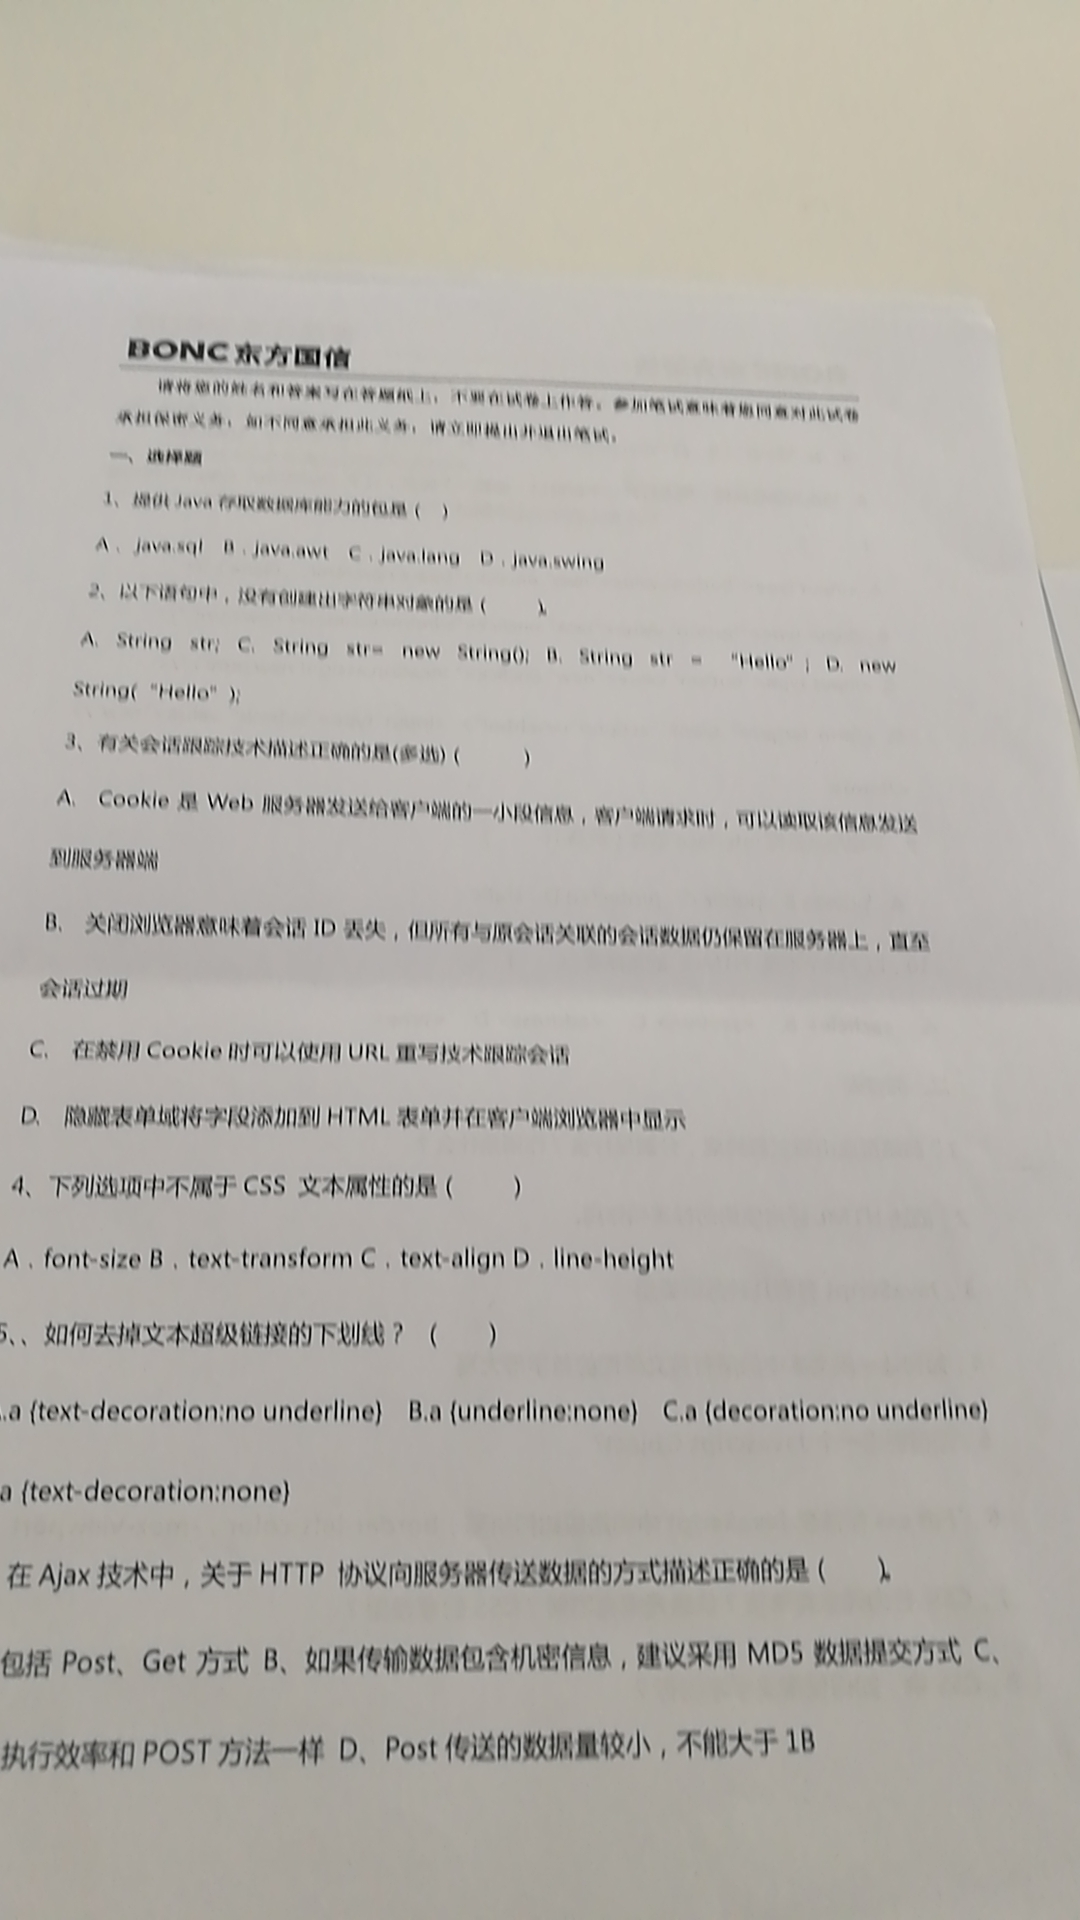 BONC东方国信
请将您的姓名和答案写在答题纸上，不要在试卷上作答。参加笔试意味着您同意对此试卷
承担保密义务，如不同意承担此义务，请立即提出并退出笔试。
一、选择题
1、提供Java存取数据库能力的包是（ ）
A．java.sql B．java.awt C．java.lang D．java.swing
2、以下语句中，没有创建出字符串对象的是（ ）。
A. String str; C. String str= new String(); B. String str = "Hello" ; D. new
String( "Hello" );
3、有关会话跟踪技术描述正确的是(多选)（ ）
A. Cookie 是 Web 服务器发送给客户端的一小段信息，客户端请求时，可以读取该信息发送
到服务器端
B. 关闭浏览器意味着会话 ID 丢失，但所有与原会话关联的会话数据仍保留在服务器上，直至
会话过期
C. 在禁用 Cookie 时可以使用 URL 重写技术跟踪会话
D. 隐藏表单域将字段添加到 HTML 表单并在客户端浏览器中显示
4、下列选项中不属于 CSS 文本属性的是（ ）
A．font-size B．text-transform C．text-align D．line-height
5、、如何去掉文本超级链接的下划线？（ ）
.a {text-decoration:no underline} B.a {underline:none} C.a {decoration:no underline}
a {text-decoration:none}
在 Ajax 技术中，关于 HTTP 协议向服务器传送数据的方式描述正确的是（ ）。
包括 Post、Get 方式 B、如果传输数据包含机密信息，建议采用 MD5 数据提交方式 C、
执行效率和 POST 方法一样 D、Post 传送的数据量较小，不能大于 1B